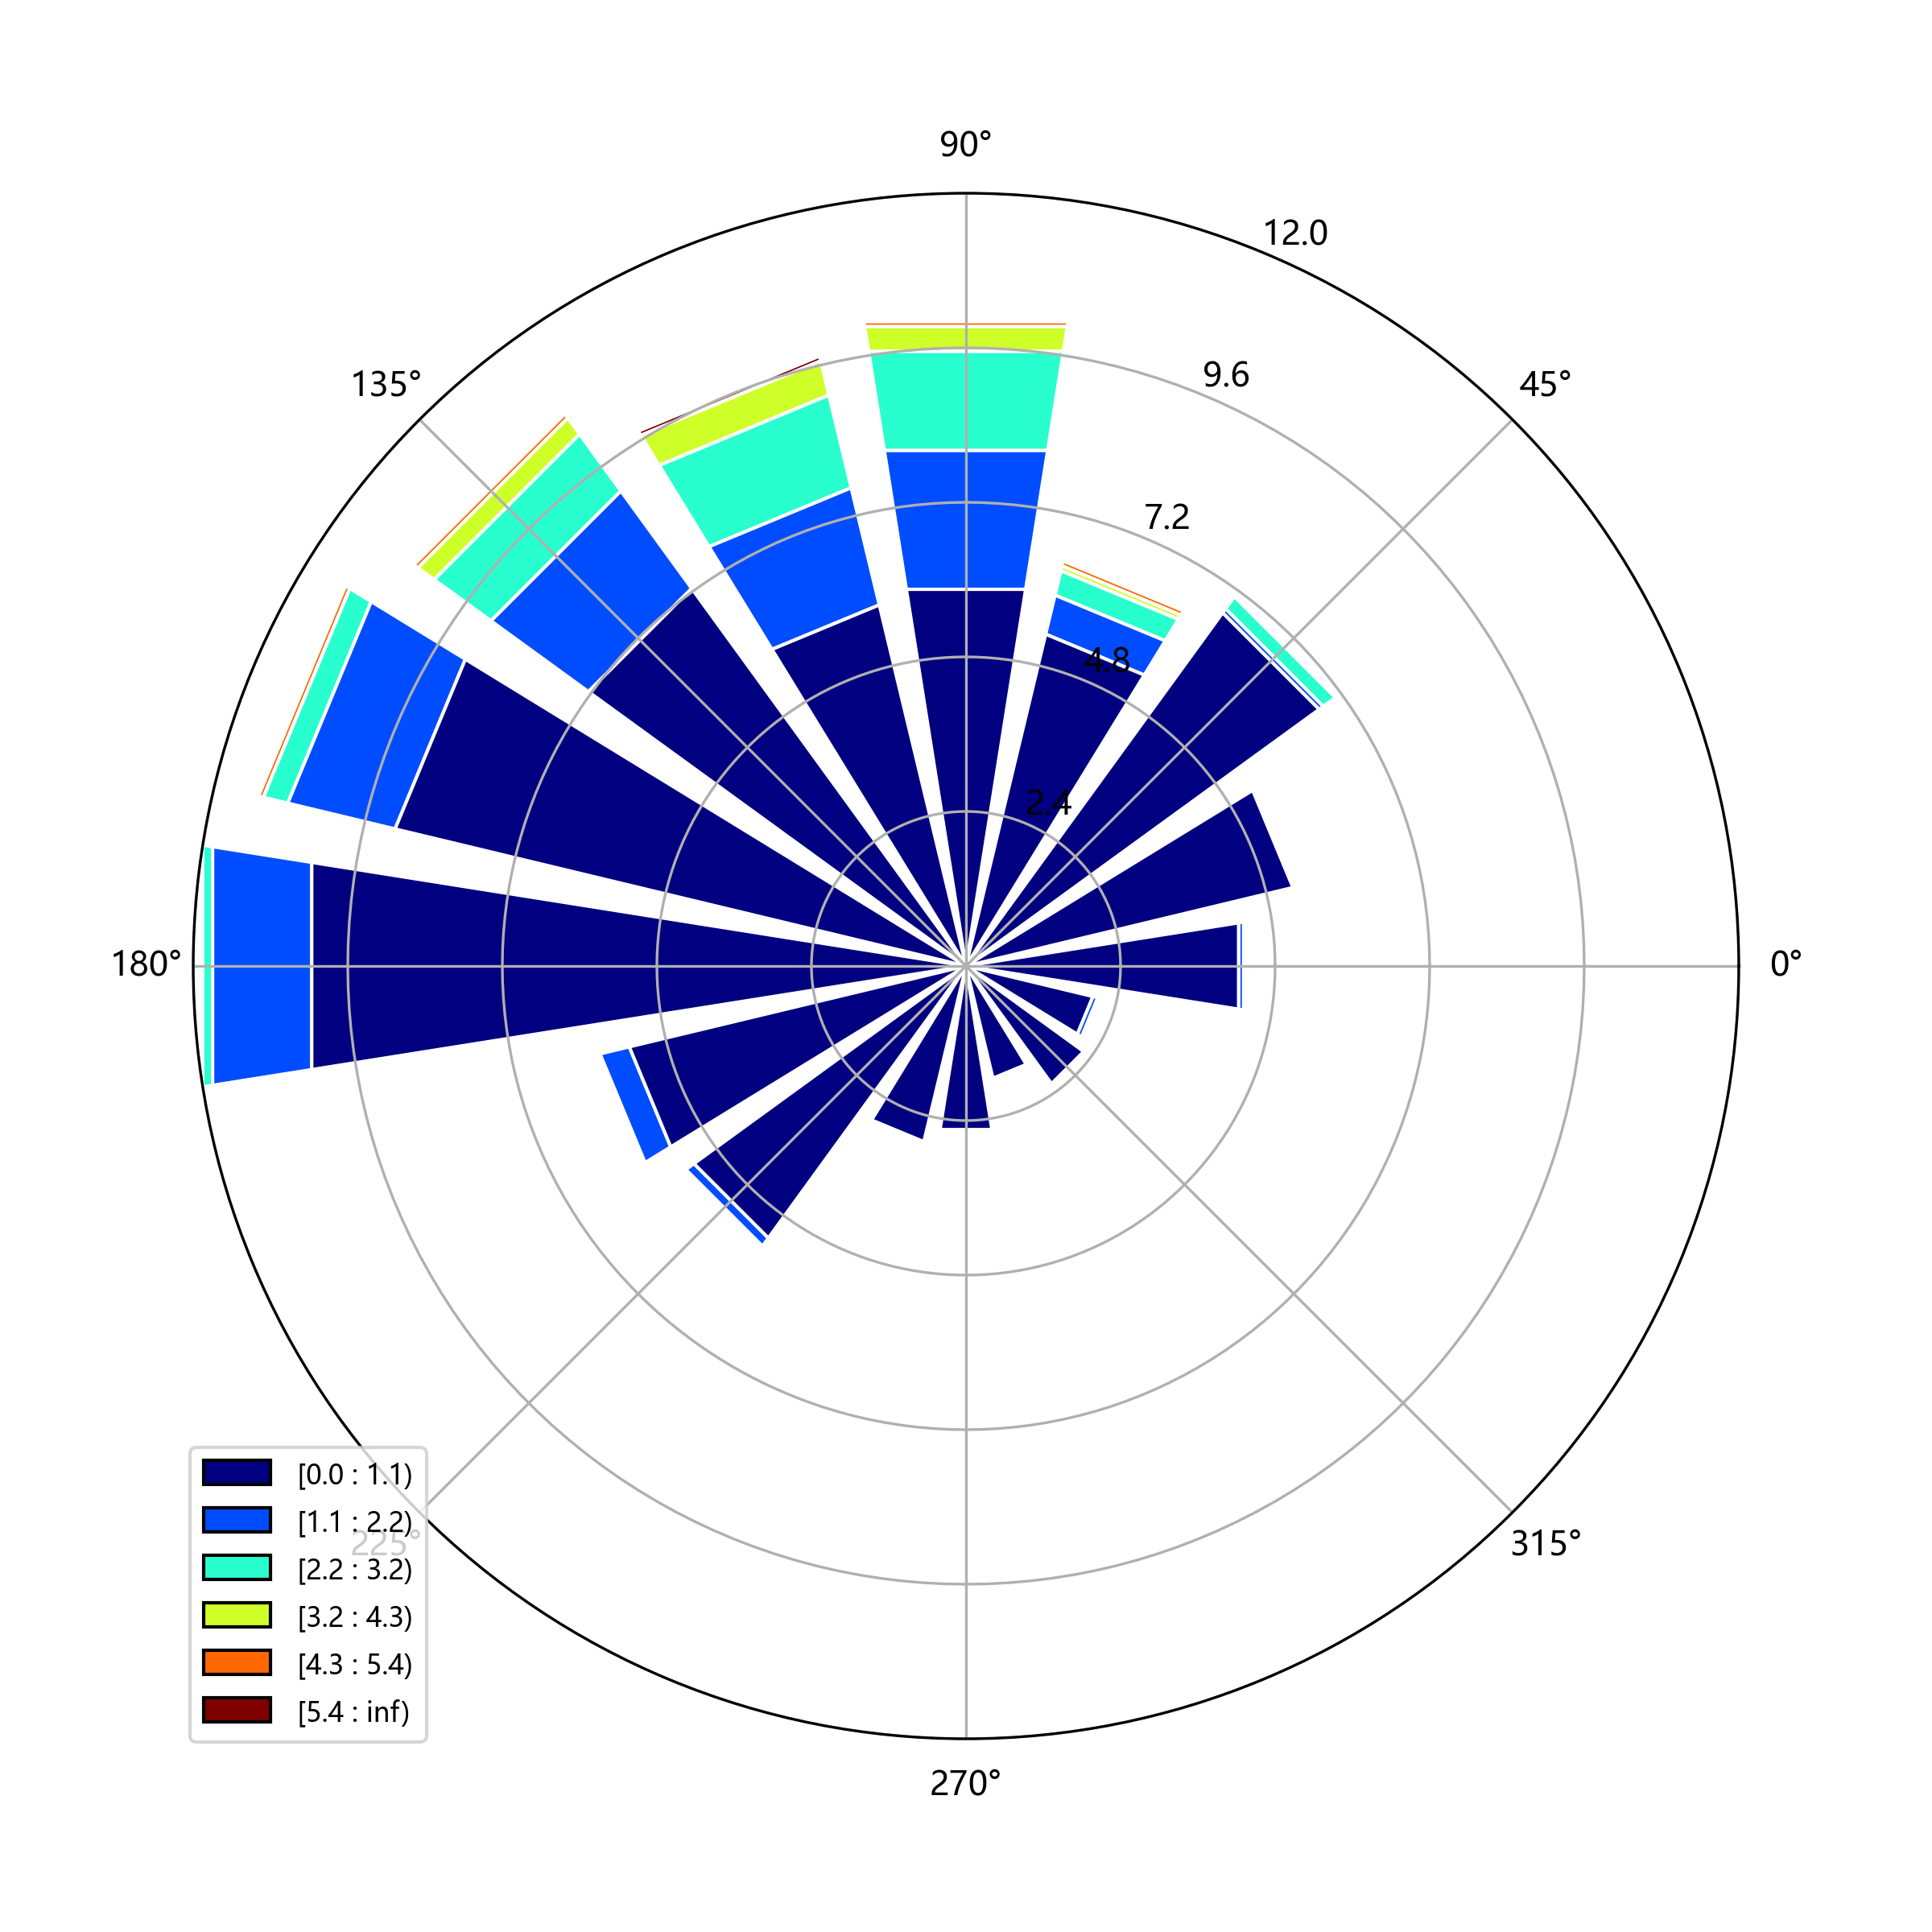 90°
12.0
9.6
135°
45°
7.2
4.8
2.4
180°
0°
[0.0 : 1.1)
[1.1 : 2.2)
225°
315°
[2.2 : 3.2)
[3.2 : 4.3)
[4.3 : 5.4)
[5.4 : inf)
270°